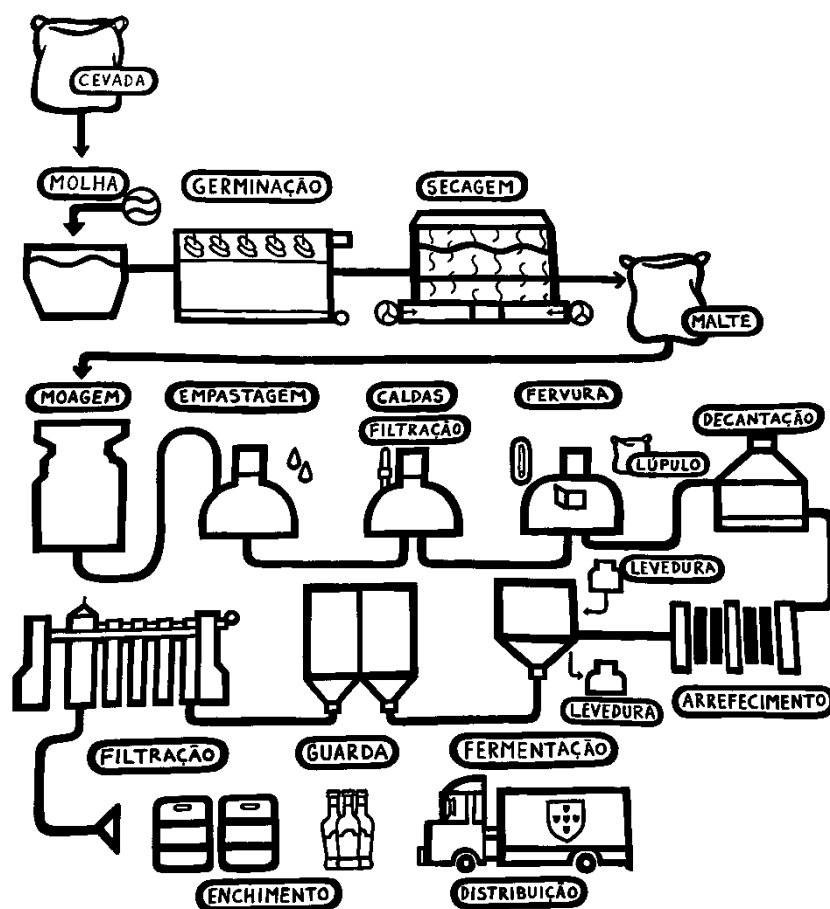 CEVADA
MOLHA
GERMINAÇÃO
SECAGEM
MALTE
MOAGEM
EMPASTAGEM
CALDAS
FILTRAÇÃO
FERVURA
LÚPULO
DECANTAÇÃO
LEVEDURA
ARREFECIMENTO
LEVEDURA
FILTRAÇÃO
GUARDA
FERMENTAÇÃO
ENCHIMENTO
DISTRIBUIÇÃO